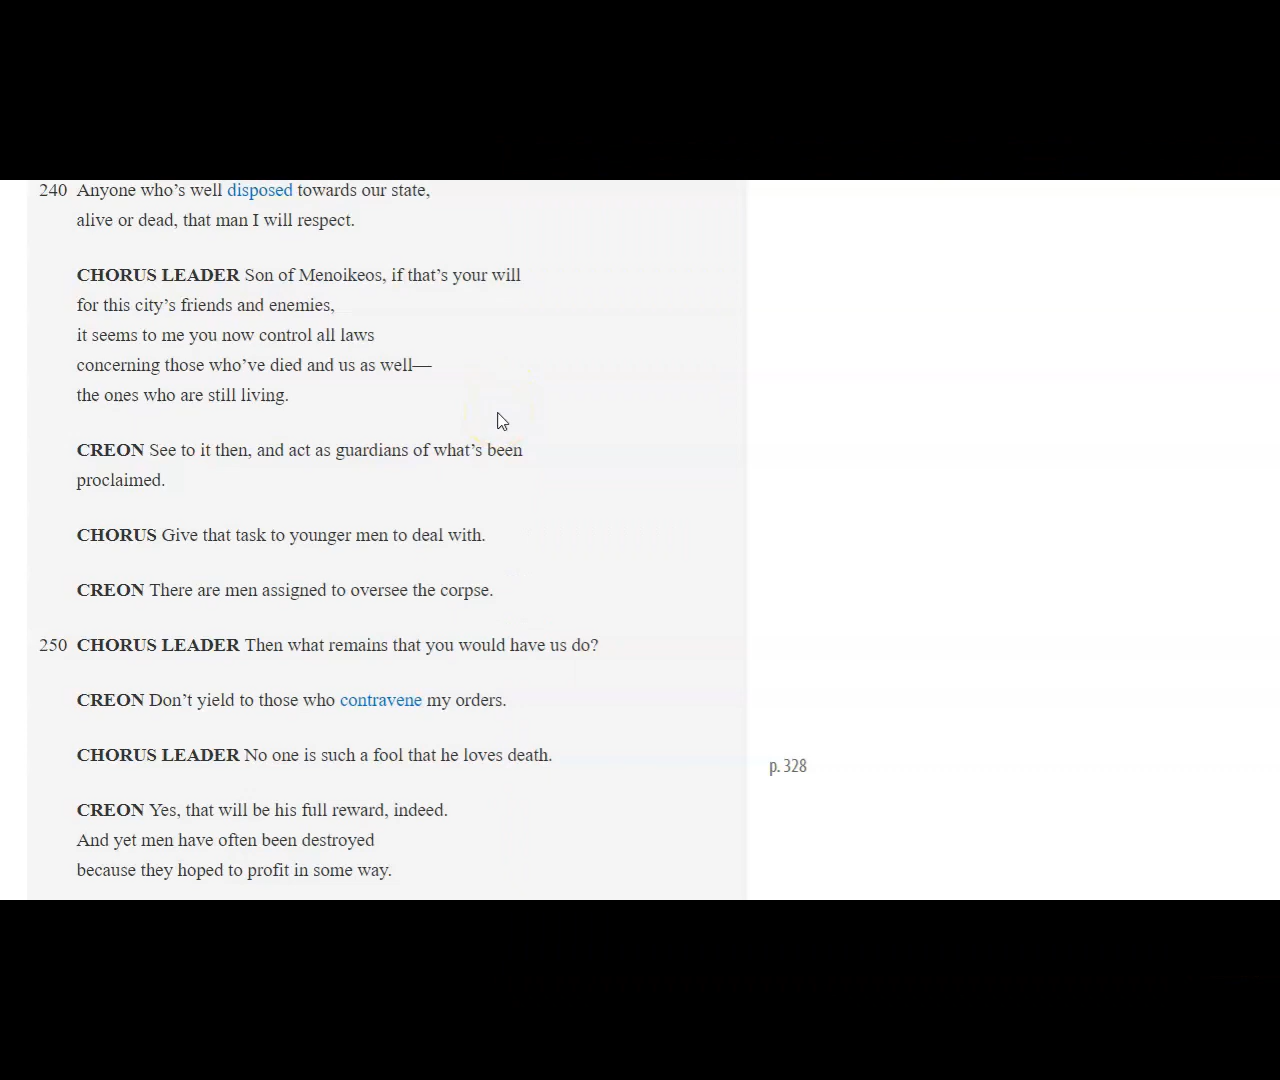 240 Anyone who’s well disposed towards our state,
alive or dead, that man I will respect.
CHORUS LEADER Son of Menoikeos, if that’s your will
for this city’s friends and enemies,
it seems to me you now control all laws
concerning those who’ve died and us as well—
the ones who are still living.
CREON See to it then, and act as guardians of what’s been
proclaimed.
CHORUS Give that task to younger men to deal with.
CREON There are men assigned to oversee the corpse.
250 CHORUS LEADER Then what remains that you would have us do?
CREON Don’t yield to those who contravene my orders.
CHORUS LEADER No one is such a fool that he loves death.
p. 328
CREON Yes, that will be his full reward, indeed.
And yet men have often been destroyed
because they hoped to profit in some way.